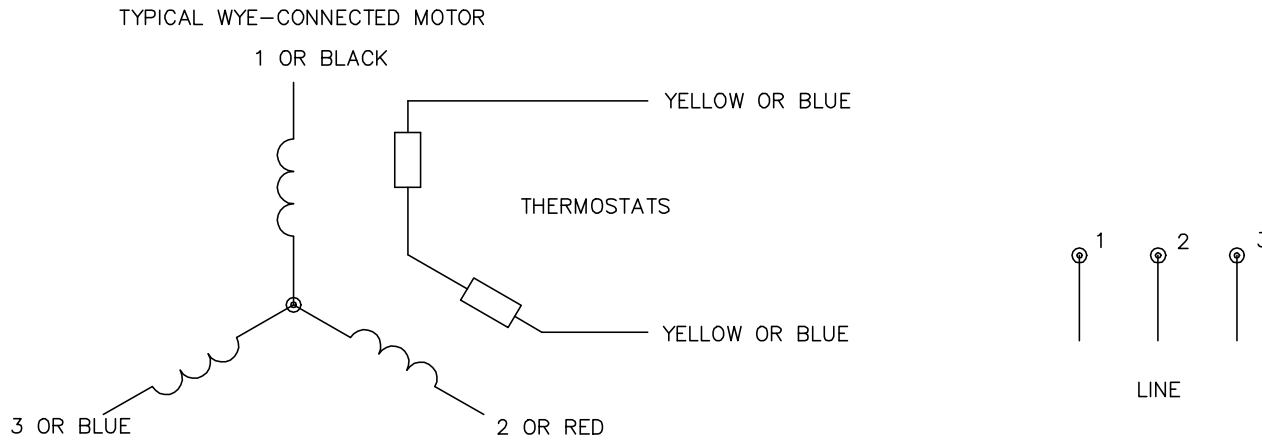 TYPICAL WYE-CONNECTED MOTOR
1 OR BLACK
YELLOW OR BLUE
THERMOSTATS
YELLOW OR BLUE
3 OR BLUE
2 OR RED
1 2 3
LINE